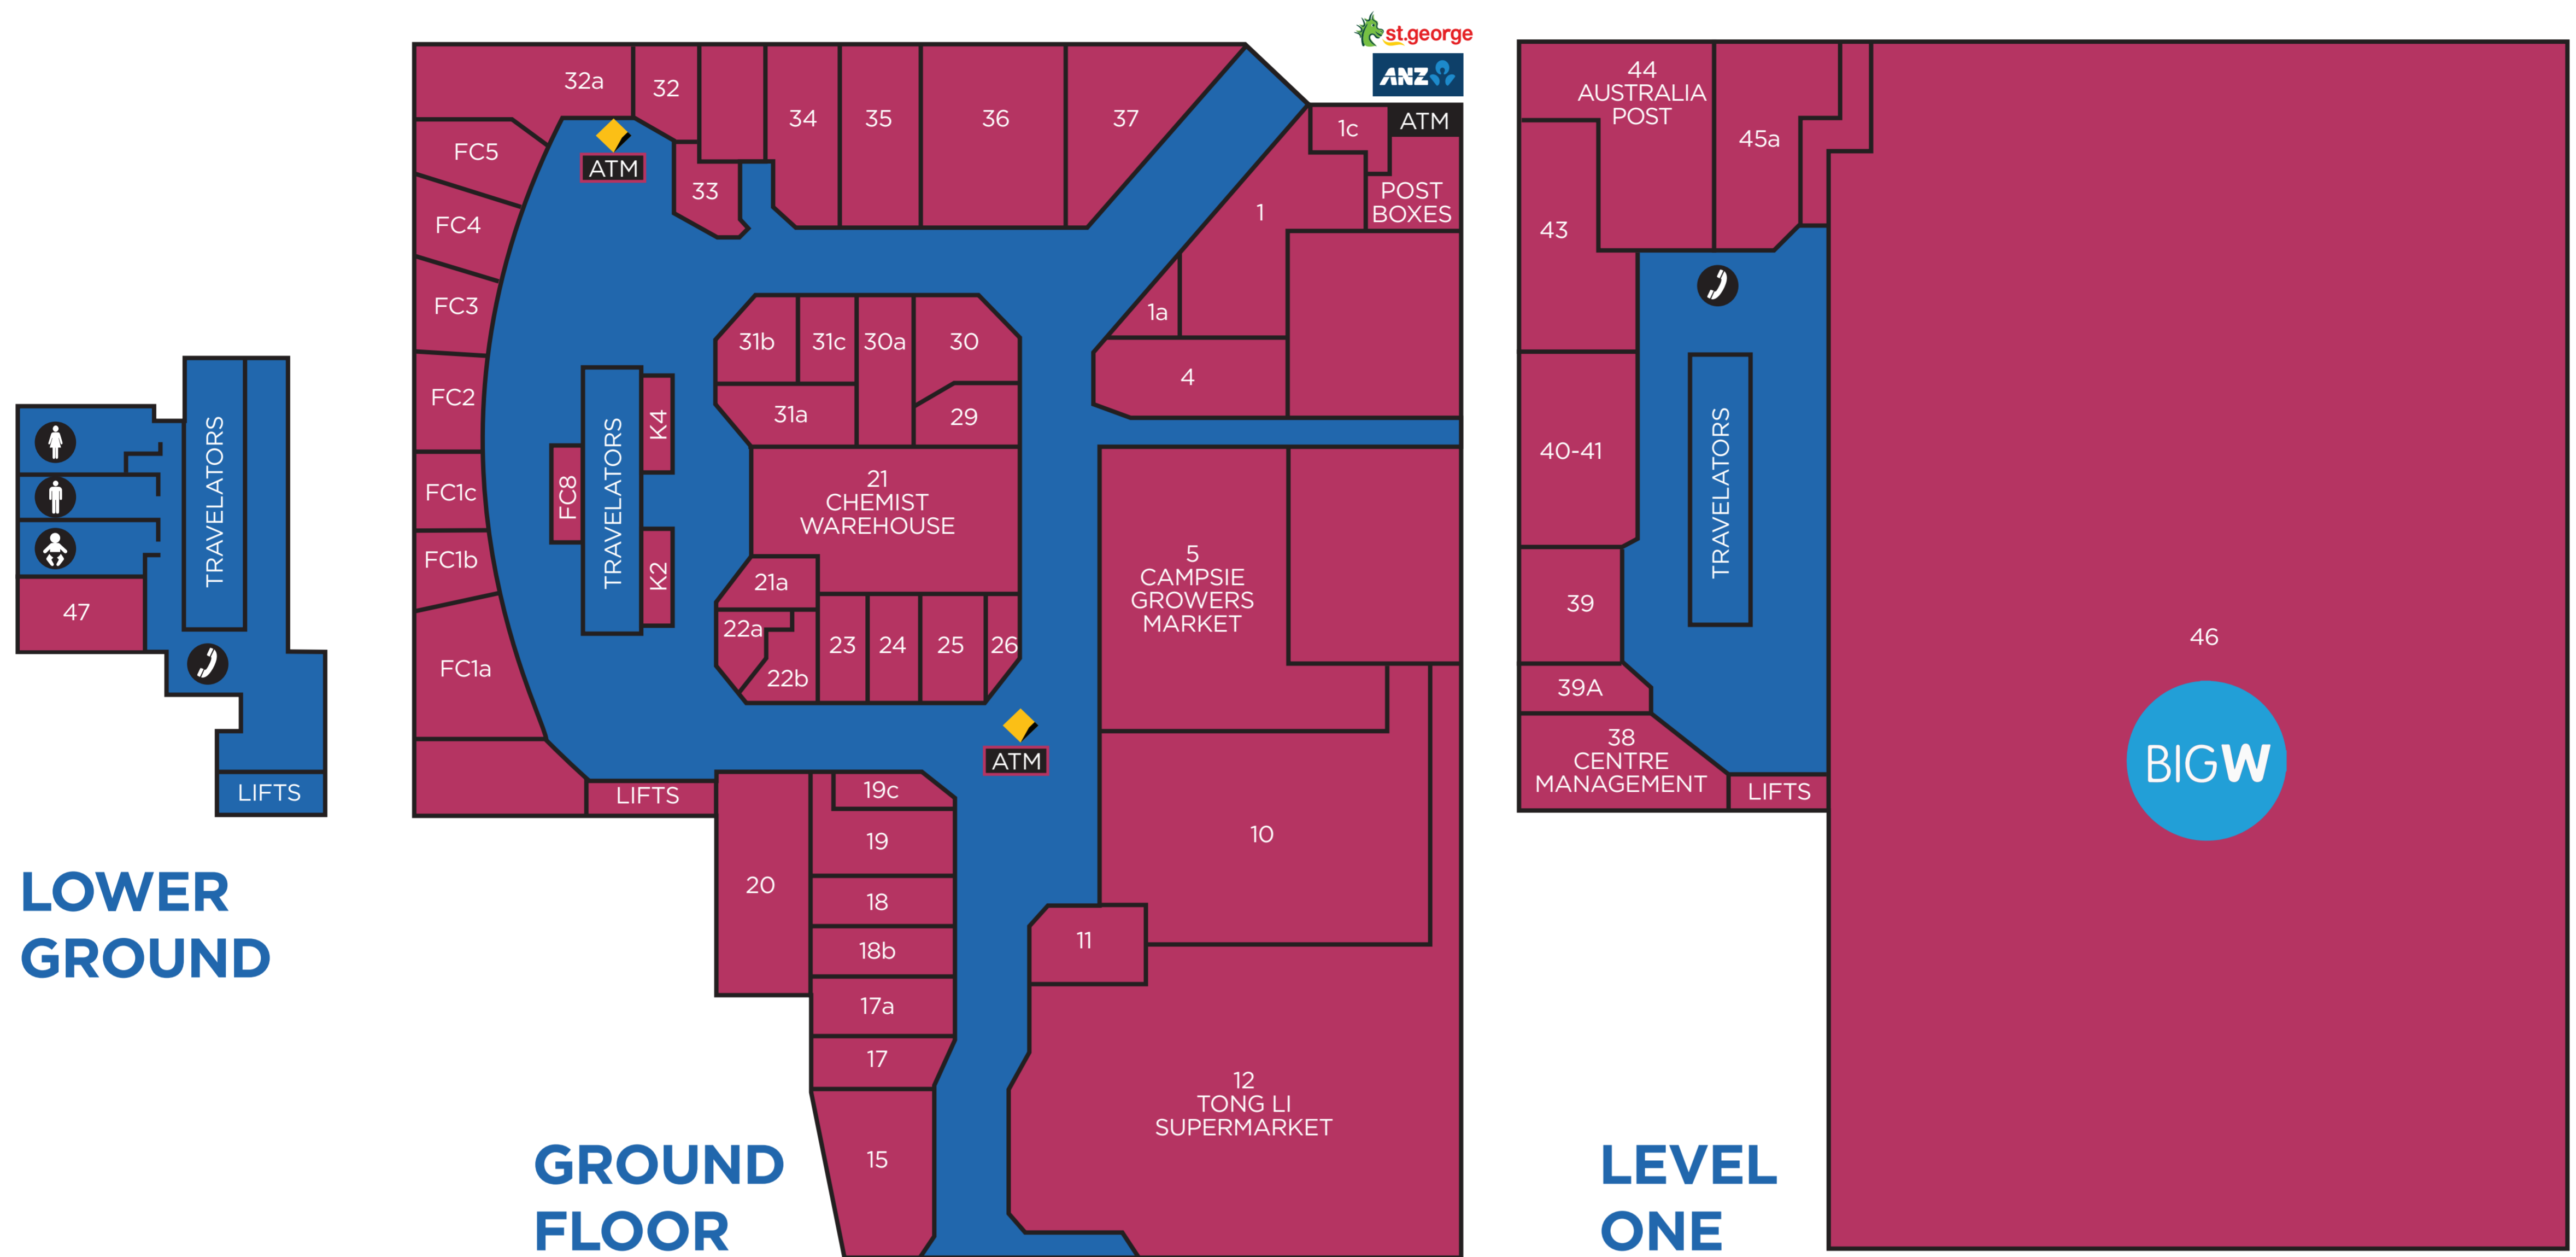 TRAVELATORS
47
LIFTS
LOWER
GROUND
32a
32
34
35
36
37
st.george
ANZ
1c
ATM
POST
BOXES
1
1a
4
FC5
FC4
FC3
FC2
FC1c
FC1b
FC1a
ATM
33
31b
31c
30a
30
31a
29
FC8
TRAVELATORS
K4
K2
21
CHEMIST
WAREHOUSE
21a
22a
22b
23
24
25
26
5
CAMPSIE
GROWERS
MARKET
ATM
LIFTS
20
19c
19
18
18b
17a
17
15
10
11
12
TONG LI
SUPERMARKET
GROUND
FLOOR
44
AUSTRALIA
POST
45a
43
40-41
39
39A
38
CENTRE
MANAGEMENT
TRAVELATORS
LIFTS
46
BIGW
LEVEL
ONE